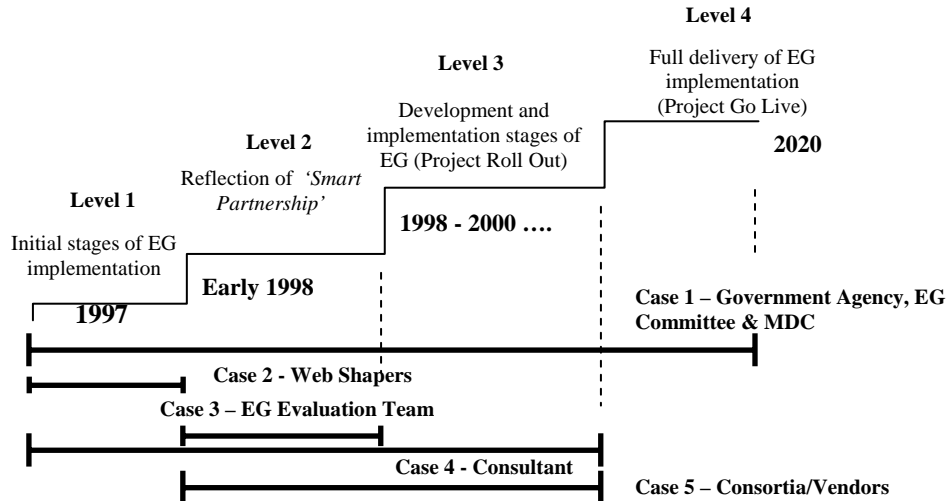 Level 1
Initial stages of EG
implementation
1997
Level 2
Reflection of ‘Smart
Partnership’
Early 1998
Level 3
Development and
implementation stages of
EG (Project Roll Out)
1998 - 2000 ….
Level 4
Full delivery of EG
implementation
(Project Go Live)
2020
Case 1 – Government Agency, EG
Committee & MDC
Case 2 - Web Shapers
Case 3 – EG Evaluation Team
Case 4 - Consultant
Case 5 – Consortia/Vendors